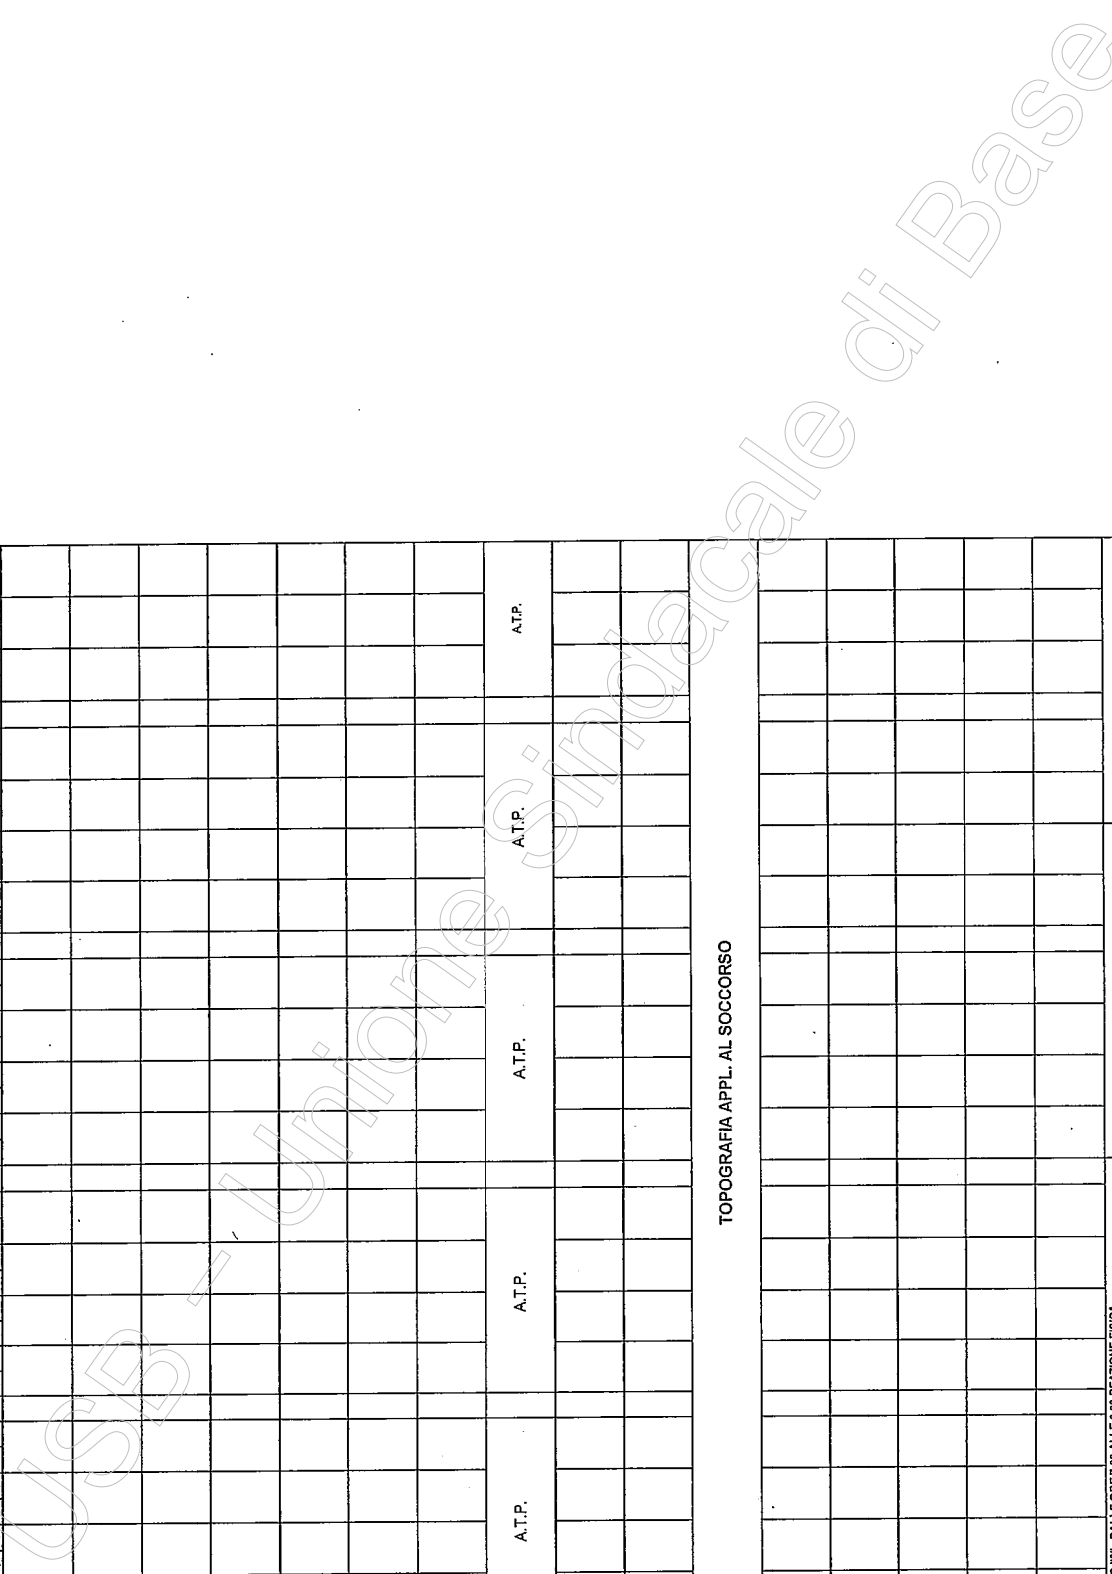 A.T.P.
A.T.P.
A.T.P.
A.T.P.
A.T.P.
TOPOGRAFIA APPL. AL SOCCORSO
USB – Unione Sindacale di Base